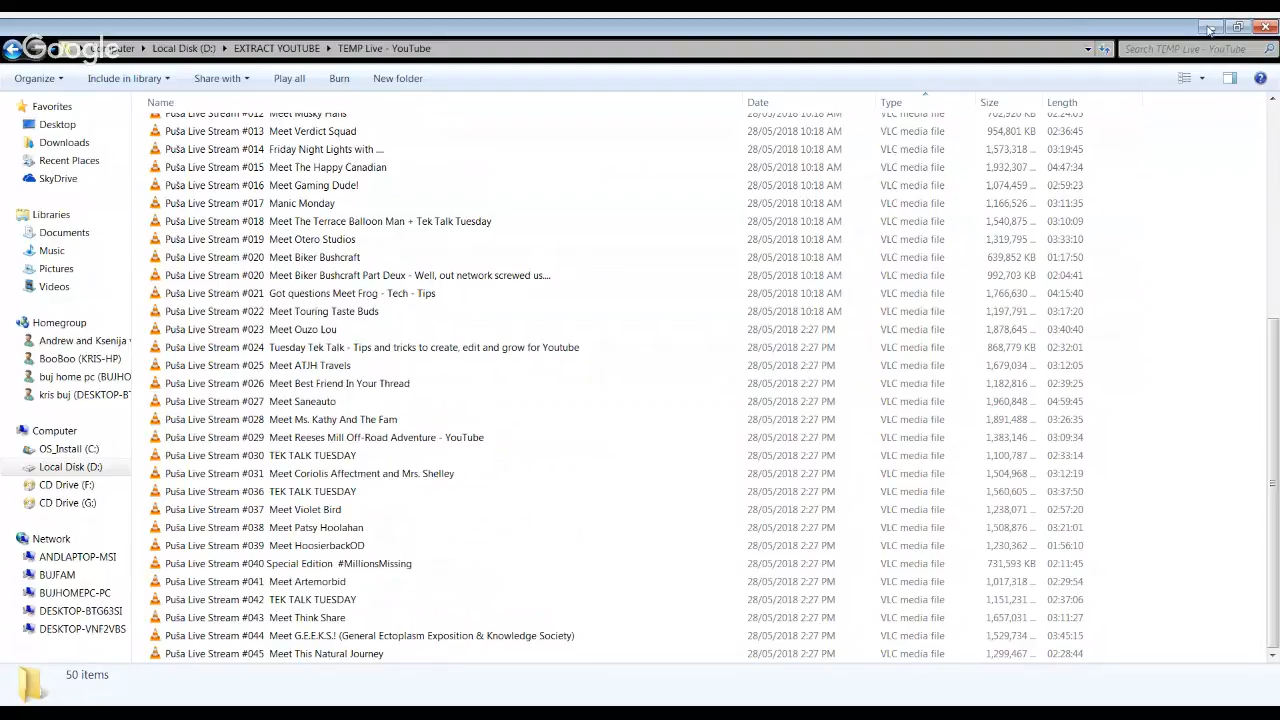 Google
Computer Local Disk (D:) EXTRACT YOUTUBE TEMP Live - YouTube Search TEMP Live - YouTube
Organize Include in library Share with Play all Burn New folder
Name Date Type Size Length
Favorites
Desktop
Downloads
Recent Places
SkyDrive
Libraries
Documents
Music
Pictures
Videos
Homegroup
Andrew and Ksenija
BooBoo (KRIS-HP)
buj home pc (BUJHO
kris buj (DESKTOP-BT
Computer
OS_Install (C:)
Local Disk (D:)
CD Drive (F:)
CD Drive (G:)
Network
ANDLAPTOP-MSI
BUJFAM
BUJHOMEPC-PC
DESKTOP-BTG63SI
DESKTOP-VNF2VBS
Puša Live Stream #012 Meet Musky Hans 28/05/2018 10:18 AM VLC media file 702,920 KB 02:24:05
Puša Live Stream #013 Meet Verdict Squad 28/05/2018 10:18 AM VLC media file 954,801 KB 02:36:45
Puša Live Stream #014 Friday Night Lights with .... 28/05/2018 10:18 AM VLC media file 1,573,318 ... 03:19:45
Puša Live Stream #015 Meet The Happy Canadian 28/05/2018 10:18 AM VLC media file 1,932,307 ... 04:47:34
Puša Live Stream #016 Meet Gaming Dude! 28/05/2018 10:18 AM VLC media file 1,074,459 ... 02:59:23
Puša Live Stream #017 Manic Monday 28/05/2018 10:18 AM VLC media file 1,166,526 ... 03:11:35
Puša Live Stream #018 Meet The Terrace Balloon Man + Tek Talk Tuesday 28/05/2018 10:18 AM VLC media file 1,540,875 ... 03:10:09
Puša Live Stream #019 Meet Otero Studios 28/05/2018 10:18 AM VLC media file 1,319,795 ... 03:33:10
Puša Live Stream #020 Meet Biker Bushcraft 28/05/2018 10:18 AM VLC media file 639,852 KB 01:17:50
Puša Live Stream #020 Meet Biker Bushcraft Part Deux - Well, out network screwed us.... 28/05/2018 10:18 AM VLC media file 992,703 KB 02:04:41
Puša Live Stream #021 Got questions Meet Frog - Tech - Tips 28/05/2018 10:18 AM VLC media file 1,766,630 ... 04:15:40
Puša Live Stream #022 Meet Touring Taste Buds 28/05/2018 10:18 AM VLC media file 1,197,791 ... 03:17:20
Puša Live Stream #023 Meet Ouzo Lou 28/05/2018 2:27 PM VLC media file 1,878,645 ... 03:40:40
Puša Live Stream #024 Tuesday Tek Talk - Tips and tricks to create, edit and grow for Youtube 28/05/2018 2:27 PM VLC media file 868,779 KB 02:32:01
Puša Live Stream #025 Meet ATJH Travels 28/05/2018 2:27 PM VLC media file 1,679,034 ... 03:12:05
Puša Live Stream #026 Meet Best Friend In Your Thread 28/05/2018 2:27 PM VLC media file 1,182,816 ... 02:39:25
Puša Live Stream #027 Meet Saneauto 28/05/2018 2:27 PM VLC media file 1,960,848 ... 04:59:45
Puša Live Stream #028 Meet Ms. Kathy And The Fam 28/05/2018 2:27 PM VLC media file 1,891,488 ... 03:26:35
Puša Live Stream #029 Meet Reeses Mill Off-Road Adventure - YouTube 28/05/2018 2:27 PM VLC media file 1,383,146 ... 03:09:34
Puša Live Stream #030 TEK TALK TUESDAY 28/05/2018 2:27 PM VLC media file 1,100,787 ... 02:33:14
Puša Live Stream #031 Meet Coriolis Affectment and Mrs. Shelley 28/05/2018 2:27 PM VLC media file 1,504,968 ... 03:12:19
Puša Live Stream #036 TEK TALK TUESDAY 28/05/2018 2:27 PM VLC media file 1,560,605 ... 03:37:50
Puša Live Stream #037 Meet Violet Bird 28/05/2018 2:27 PM VLC media file 1,238,071 ... 02:57:20
Puša Live Stream #038 Meet Patsy Hoolahan 28/05/2018 2:27 PM VLC media file 1,508,876 ... 03:21:01
Puša Live Stream #039 Meet HoosierbackOD 28/05/2018 2:27 PM VLC media file 1,230,362 ... 01:56:10
Puša Live Stream #040 Special Edition #MillionsMissing 28/05/2018 2:27 PM VLC media file 731,593 KB 02:11:45
Puša Live Stream #041 Meet Artemorbid 28/05/2018 2:27 PM VLC media file 1,017,318 ... 02:29:54
Puša Live Stream #042 TEK TALK TUESDAY 28/05/2018 2:27 PM VLC media file 1,151,231 ... 02:37:06
Puša Live Stream #043 Meet Think Share 28/05/2018 2:27 PM VLC media file 1,657,031 ... 03:11:27
Puša Live Stream #044 Meet G.E.E.K.S.! (General Ectoplasm Exposition & Knowledge Society) 28/05/2018 2:27 PM VLC media file 1,529,734 ... 03:45:15
Puša Live Stream #045 Meet This Natural Journey 28/05/2018 2:27 PM VLC media file 1,299,467 ... 02:28:44
50 items